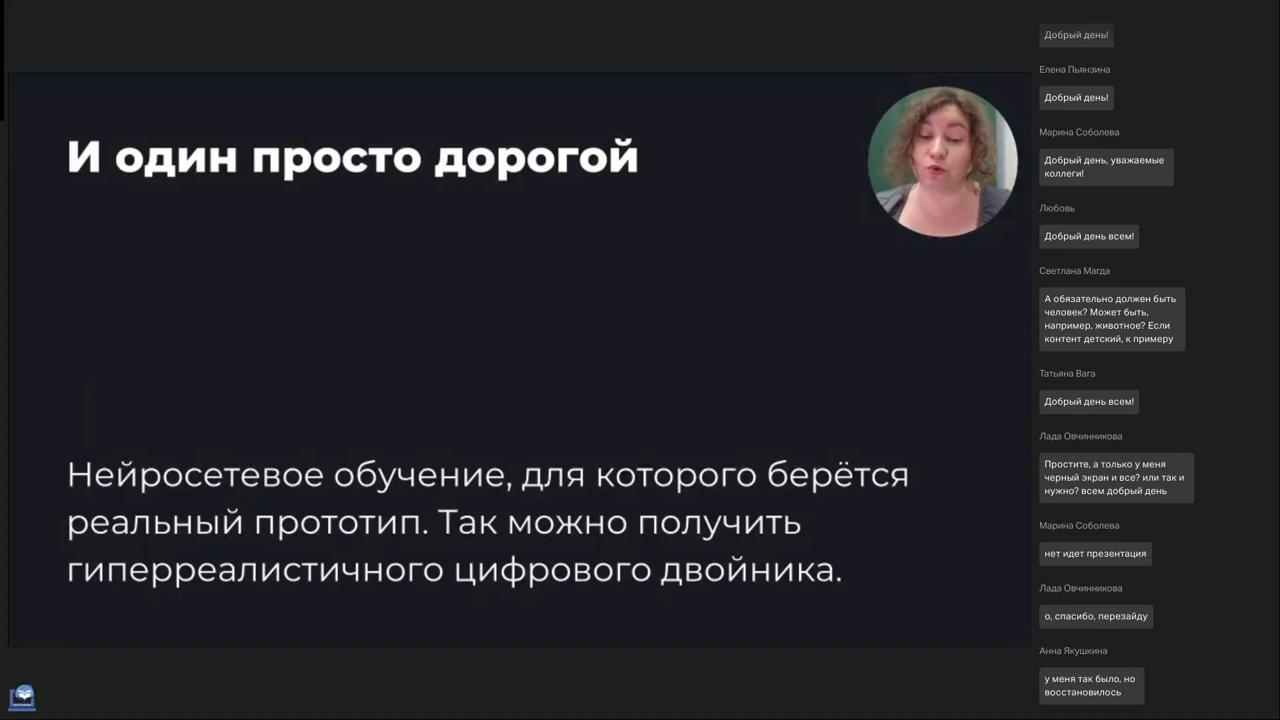 И один просто дорогой
Нейросетевое обучение, для которого берётся
реальный прототип. Так можно получить
гиперреалистичного цифрового двойника.
Добрый день!
Елена Пьянзина
Добрый день!
Марина Соболева
Добрый день, уважаемые
коллеги!
Любовь
Добрый день всем!
Светлана Магда
А обязательно должен быть
человек? Может быть,
например, животное? Если
контент детский, к примеру
Татьяна Вага
Добрый день всем!
Лада Овчинникова
Простите, а только у меня
черный экран и все? или так и
нужно? всем добрый день
Марина Соболева
нет идет презентация
Лада Овчинникова
о, спасибо, перезайду
Анна Якушкина
у меня так было, но
восстановилось